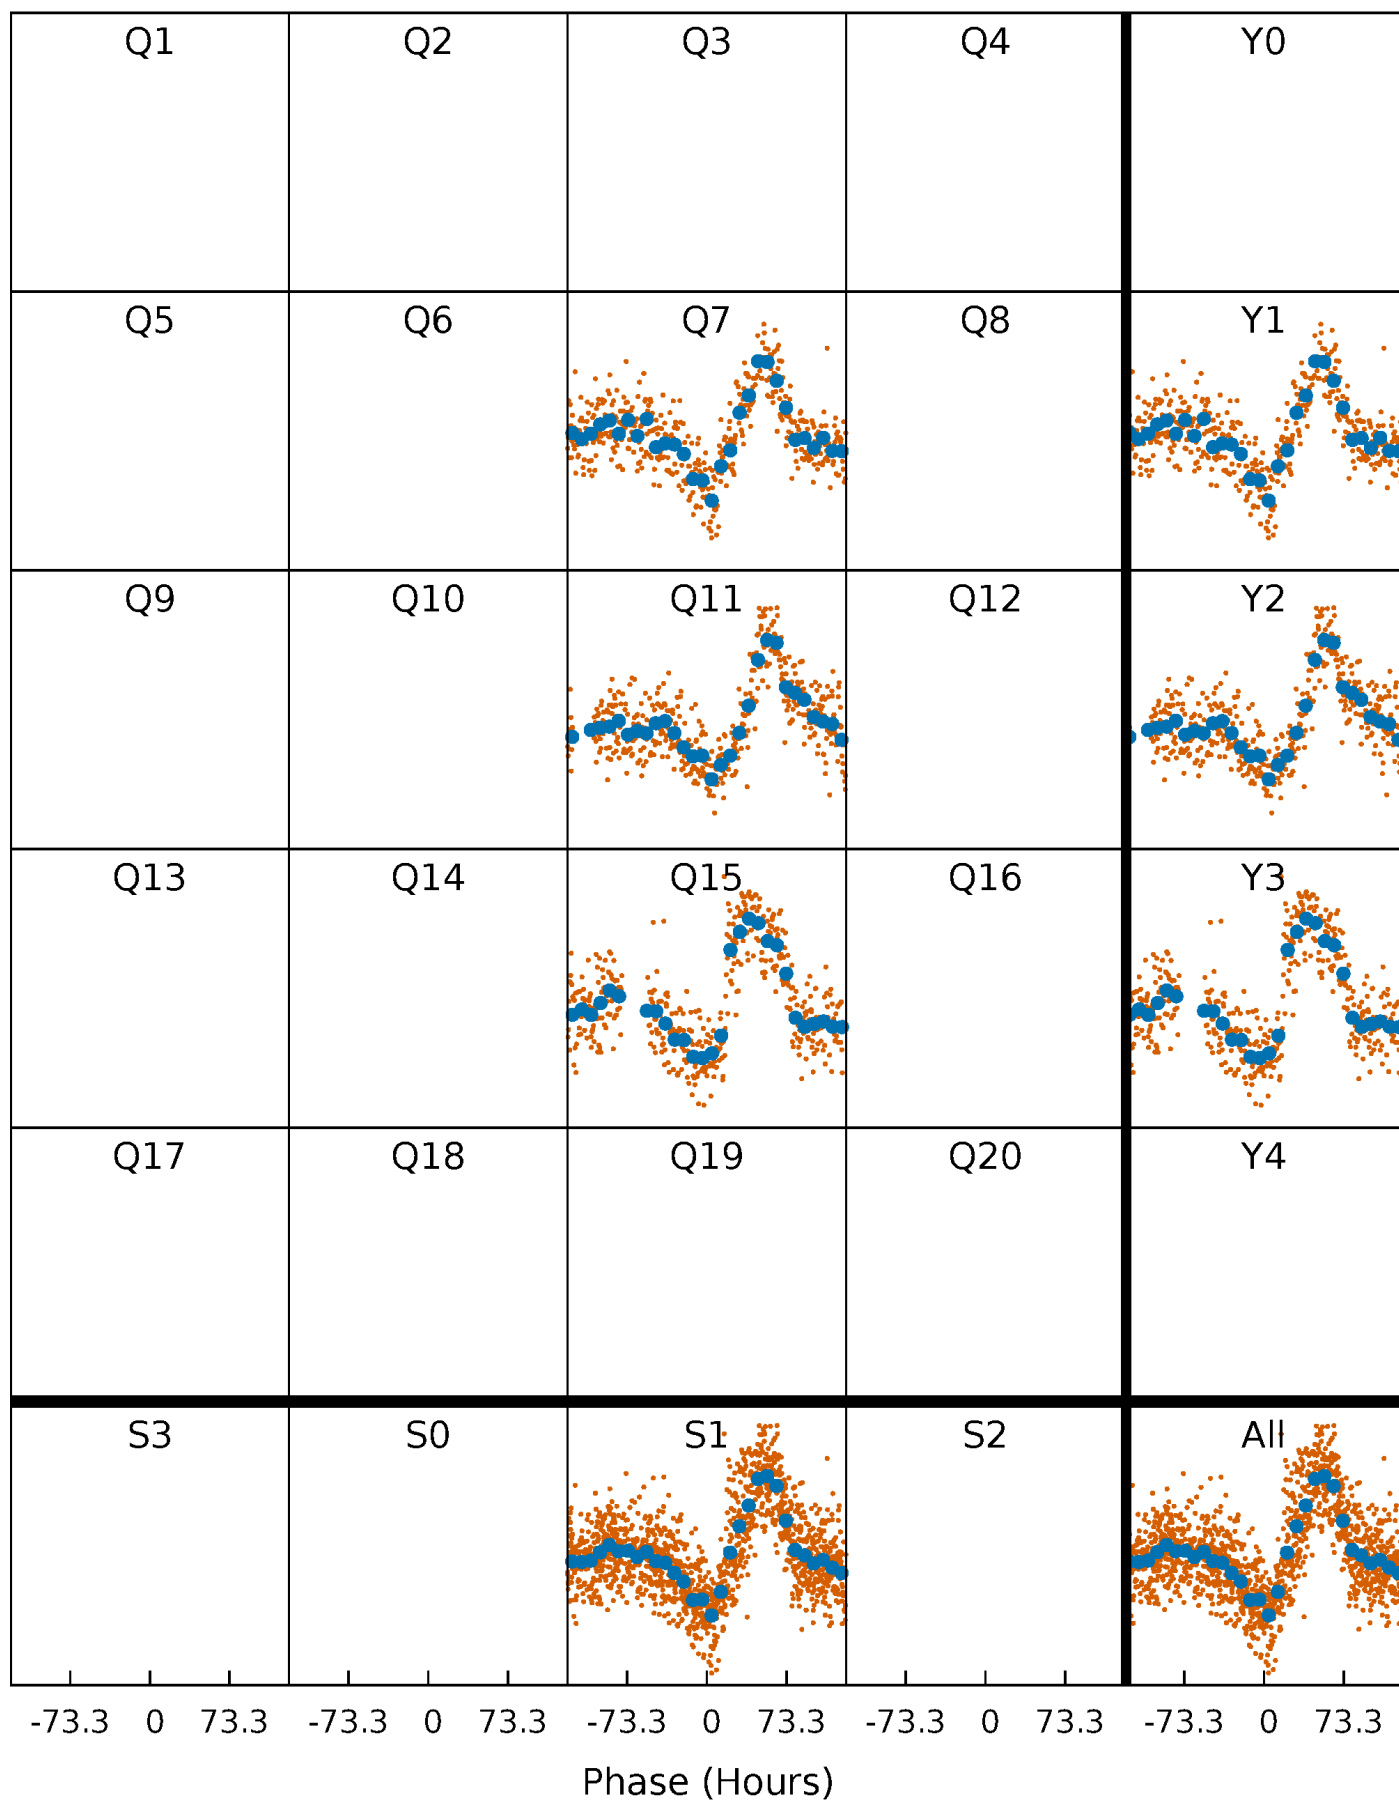 Q1 Q2 Q3 Q4 Y0
Q5 Q6 Q7 Q8 Y1
Q9 Q10 Q11 Q12 Y2
Q13 Q14 Q15 Q16 Y3
Q17 Q18 Q19 Q20 Y4
S3 S0 S1 S2 All
-73.3 0 73.3 -73.3 0 73.3 -73.3 0 73.3 -73.3 0 73.3 -73.3 0 73.3
Phase (Hours)